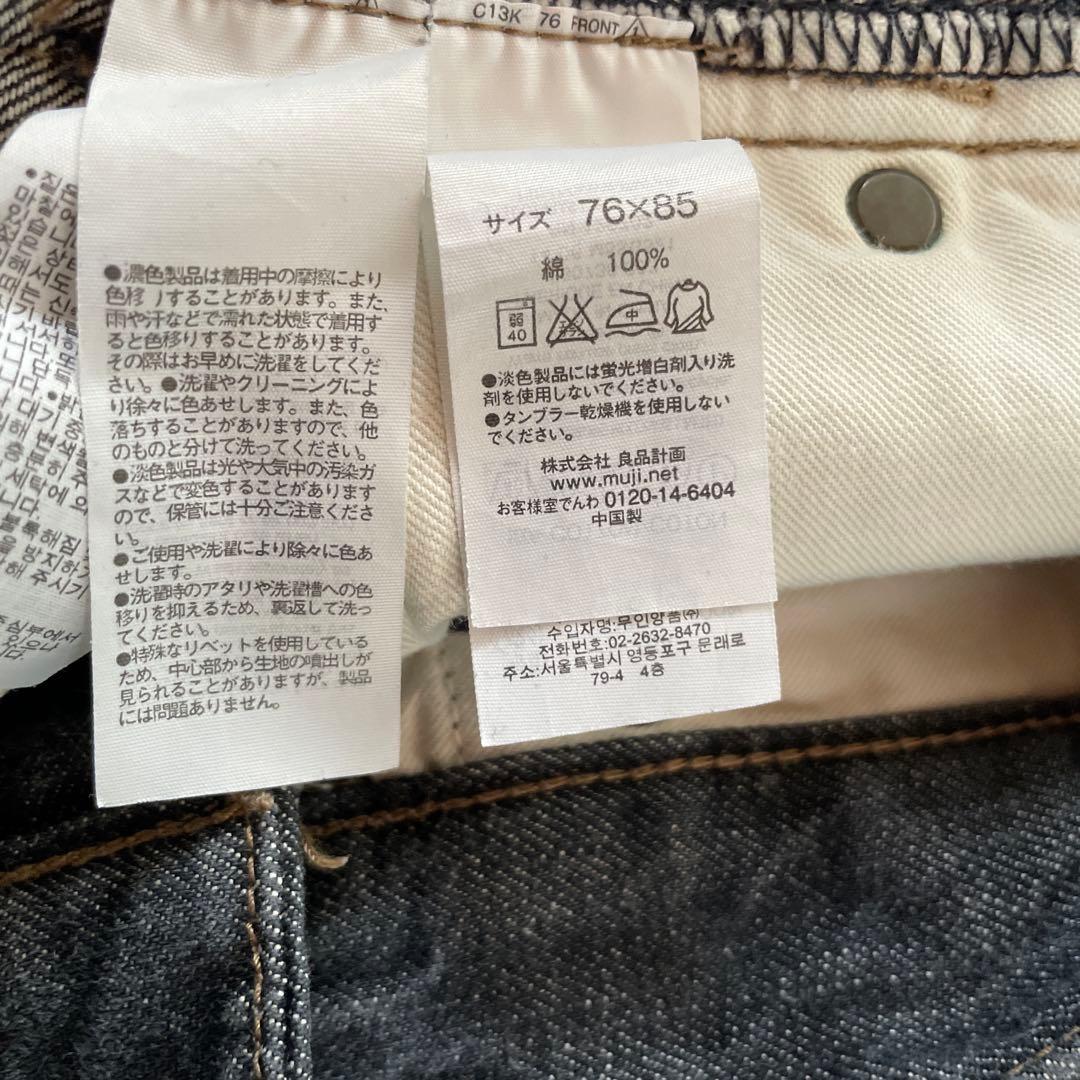 C13K 76 FRONT
●濃色製品は着用中の摩擦により
色移りすることがあります。また、
雨や汗などで濡れた状態で着用す
ると色移りすることがあります。
その際はお早めに洗濯をしてくだ
さい。●洗濯やクリーニングによ
り徐々に色あせします。また、色
落ちすることがありますので、他
のものと分けて洗ってください。
●淡色製品は光や大気中の汚染ガ
スなどで変色することがあります
ので、保管には十分ご注意くださ
い。
●ご使用や洗濯により除々に色あ
せします。
●洗濯時のアタリや洗濯槽への色
移りを抑えるため、裏返して洗っ
てください。
●特殊なリベットを使用している
ため、中心部から生地の噴出しが
見られることがありますが、製品
には問題ありません。
サイズ 76×85
綿 100%
弱 40 エンソサラシ 中
●淡色製品には蛍光増白剤入り洗
剤を使用しないでください。
●タンブラー乾燥機を使用しない
でください。
株式会社 良品計画
www.muji.net
お客様室でんわ 0120-14-6404
中国製
수입자명:무인양품(주)
전화번호:02-2632-8470
주소:서울특별시 영등포구 문래로
79-4 4층